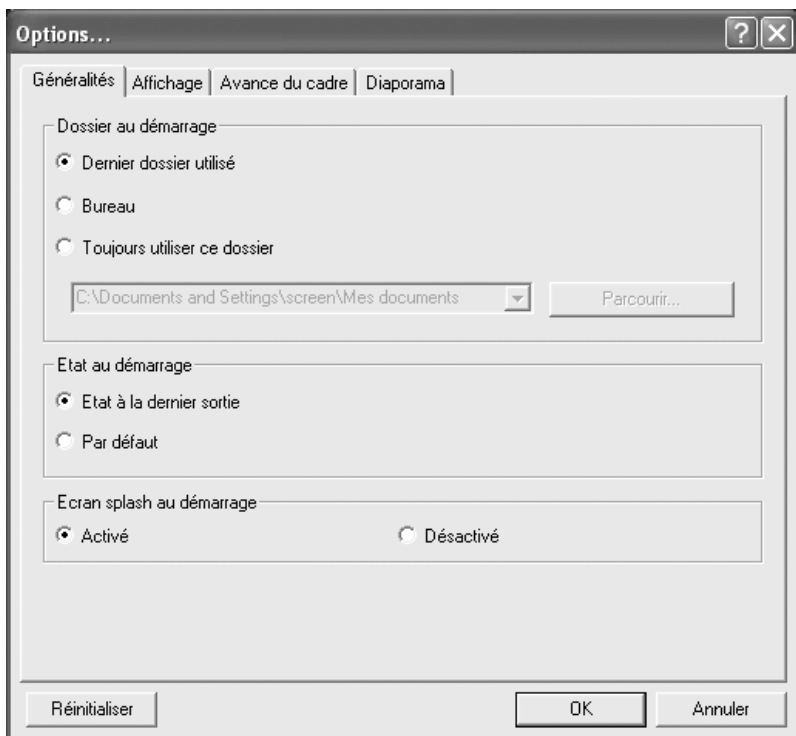 Options...
Généralités Affichage Avance du cadre Diaporama
Dossier au démarrage
Dernier dossier utilisé
Bureau
Toujours utiliser ce dossier
C:\Documents and Settings\screen\Mes documents Parcourir...
Etat au démarrage
Etat à la dernier sortie
Par défaut
Ecran splash au démarrage
Activé Désactivé
Réinitialiser OK Annuler